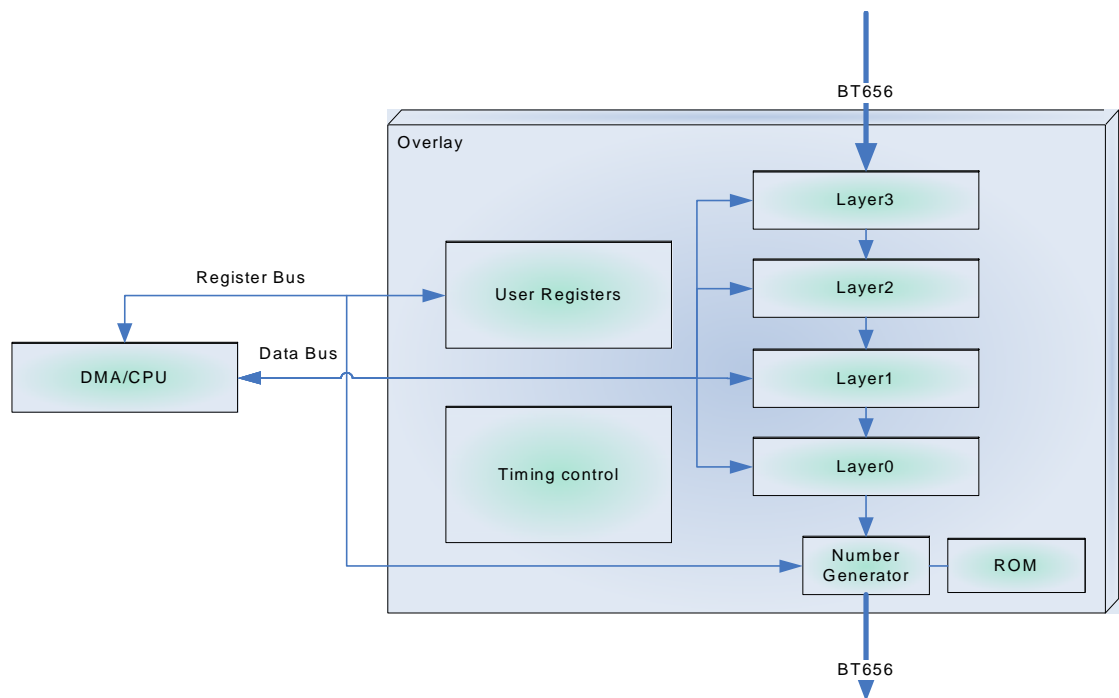 BT656
Overlay
Layer3
Register Bus
User Registers
Layer2
Data Bus
DMA/CPU
Layer1
Timing control
Layer0
Number
Generator
ROM
BT656